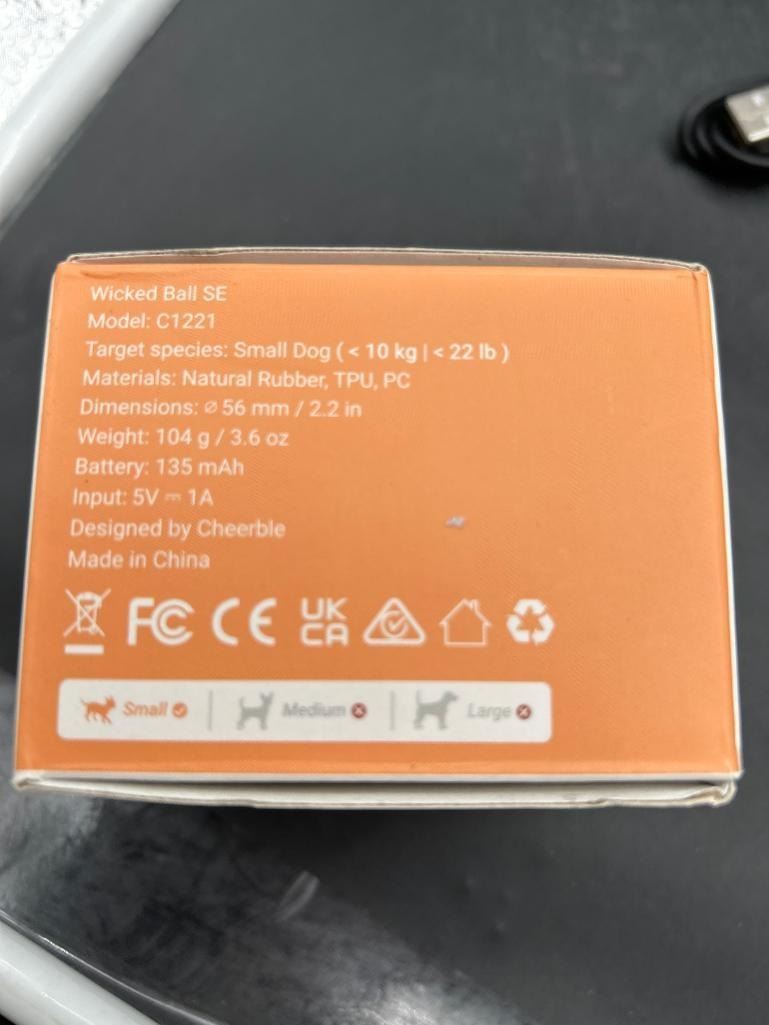 Wicked Ball SE
Model: C1221
Target species: Small Dog ( < 10 kg | < 22 lb )
Materials: Natural Rubber, TPU, PC
Dimensions: ⌀ 56 mm / 2.2 in
Weight: 104 g / 3.6 oz
Battery: 135 mAh
Input: 5V ⎓ 1A
Designed by Cheerble
Made in China
FC CE UK CA
Small Medium Large